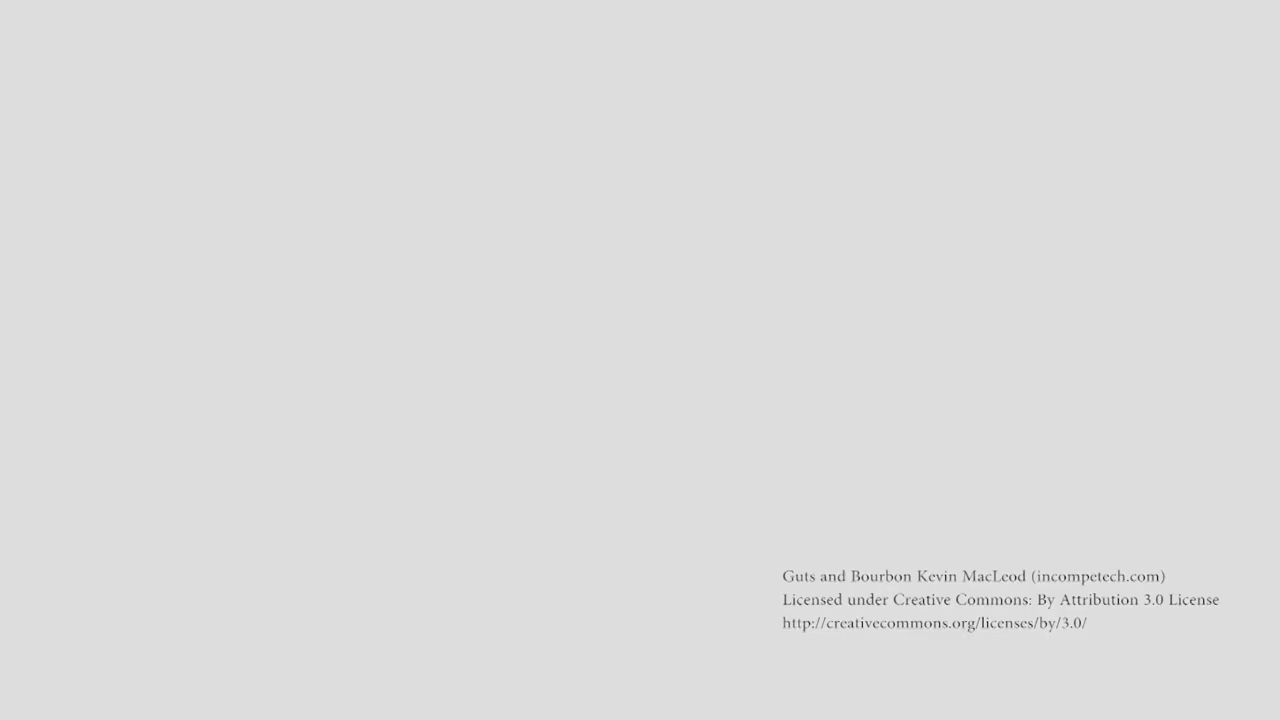 Guts and Bourbon Kevin MacLeod (incompetech.com)
Licensed under Creative Commons: By Attribution 3.0 License
http://creativecommons.org/licenses/by/3.0/